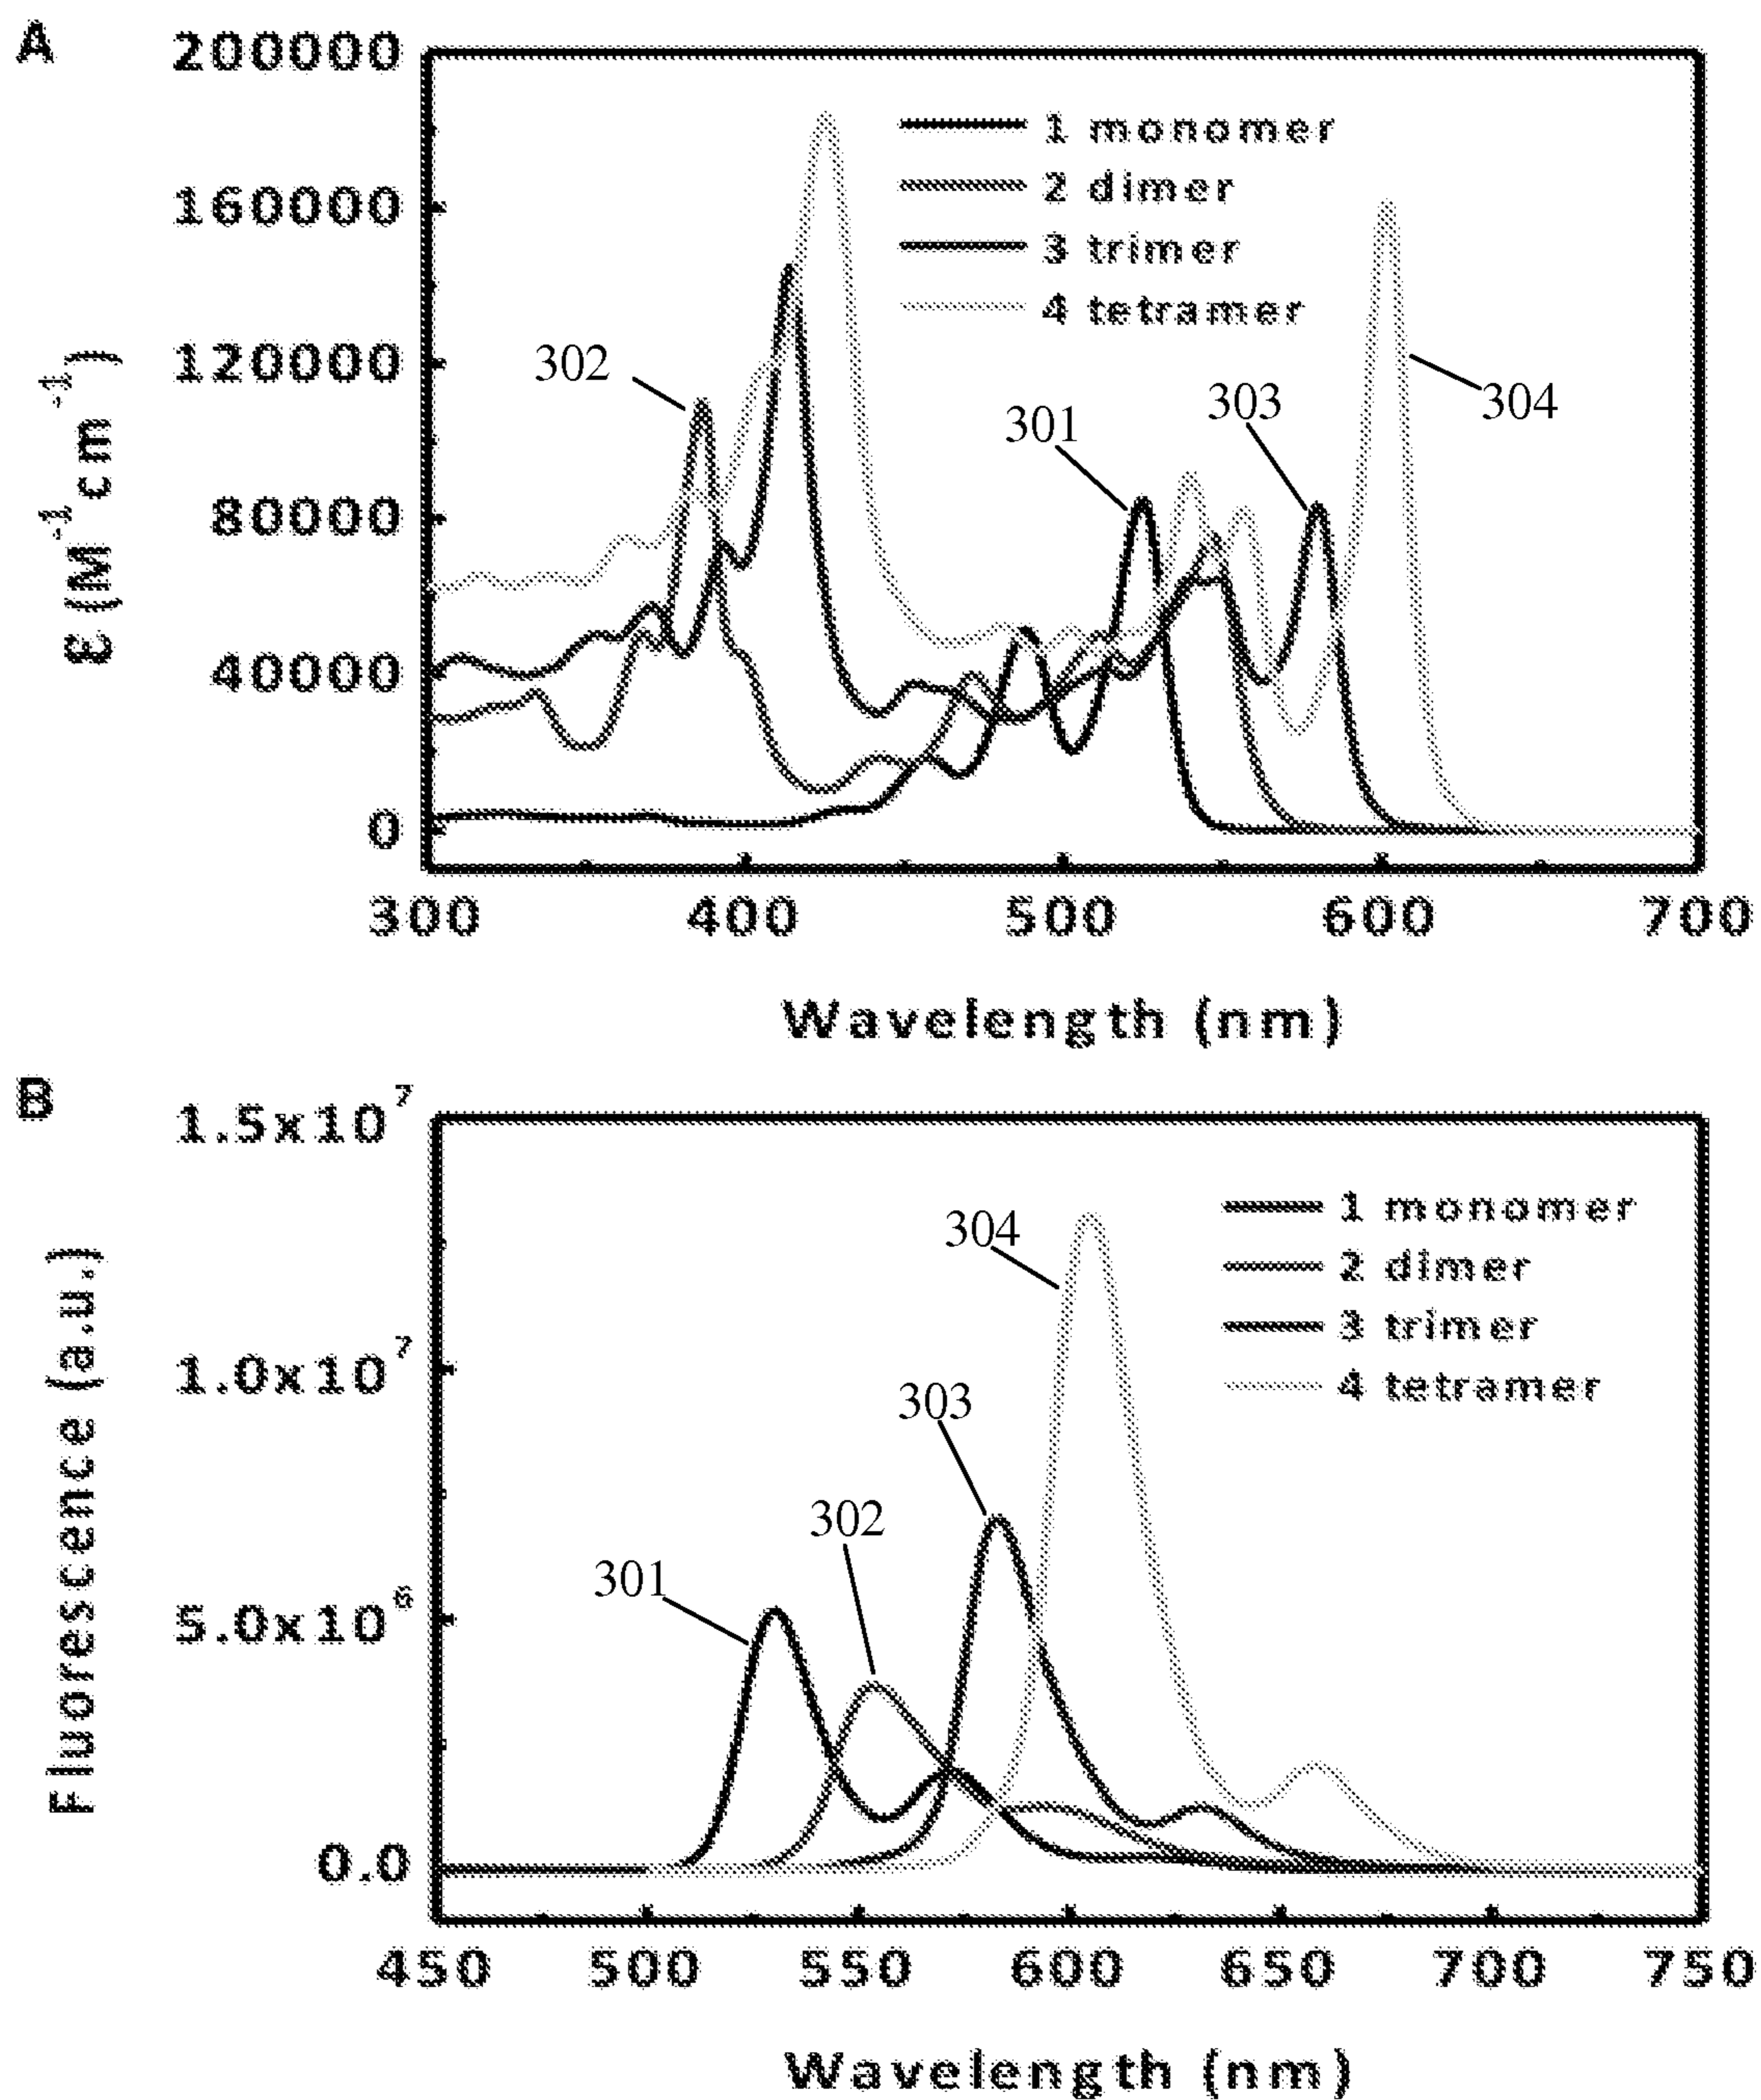 A
200000
160000
120000
80000
40000
0
ε (M⁻¹cm⁻¹)
1 monomer
2 dimer
3 trimer
4 tetramer
302
301
303
304
300 400 500 600 700
Wavelength (nm)
B
1.5x10⁷
1.0x10⁷
5.0x10⁶
0.0
Fluorescence (a.u.)
1 monomer
2 dimer
3 trimer
4 tetramer
304
303
302
301
450 500 550 600 650 700 750
Wavelength (nm)